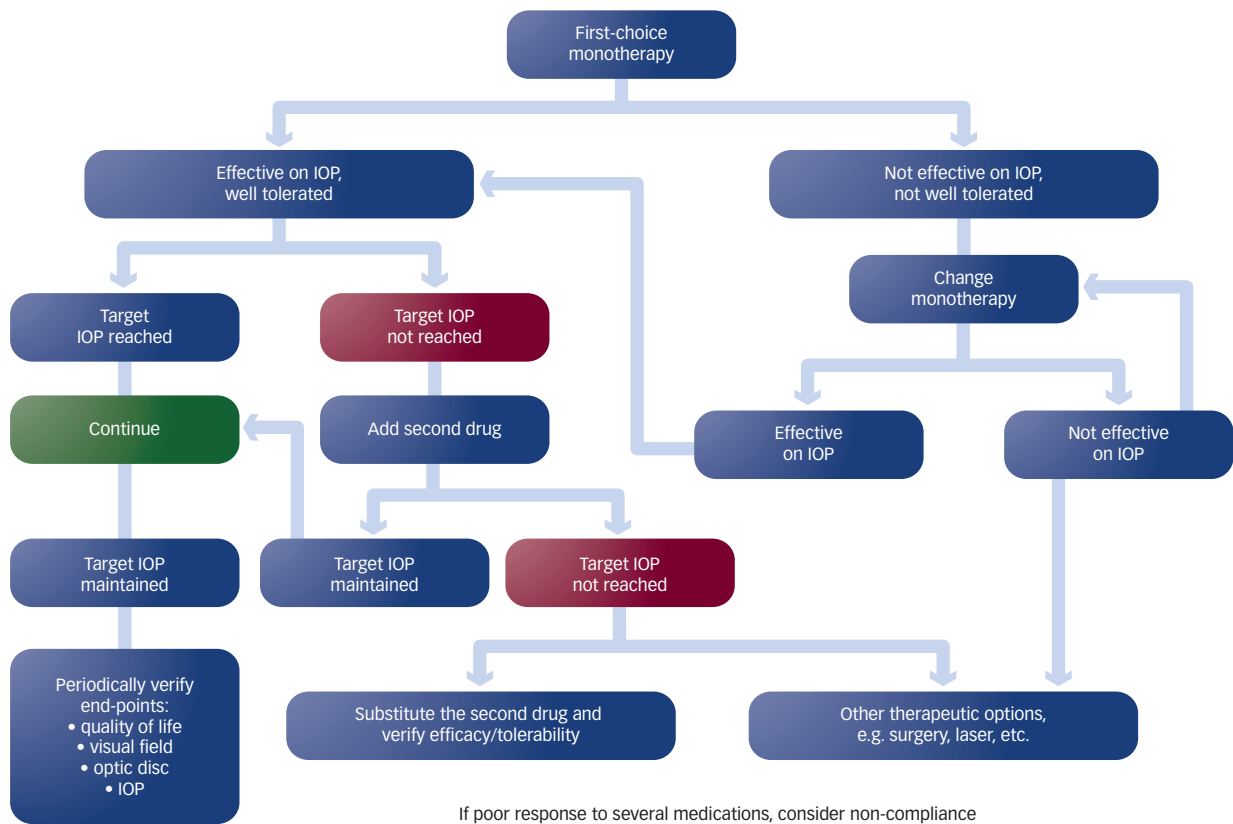 First-choice
monotherapy
Effective on IOP,
well tolerated
Not effective on IOP,
not well tolerated
Change
monotherapy
Target
IOP reached
Target IOP
not reached
Continue
Add second drug
Effective
on IOP
Not effective
on IOP
Target IOP
maintained
Target IOP
maintained
Target IOP
not reached
Periodically verify
end-points:
• quality of life
• visual field
• optic disc
• IOP
Substitute the second drug and
verify efficacy/tolerability
Other therapeutic options,
e.g. surgery, laser, etc.
If poor response to several medications, consider non-compliance